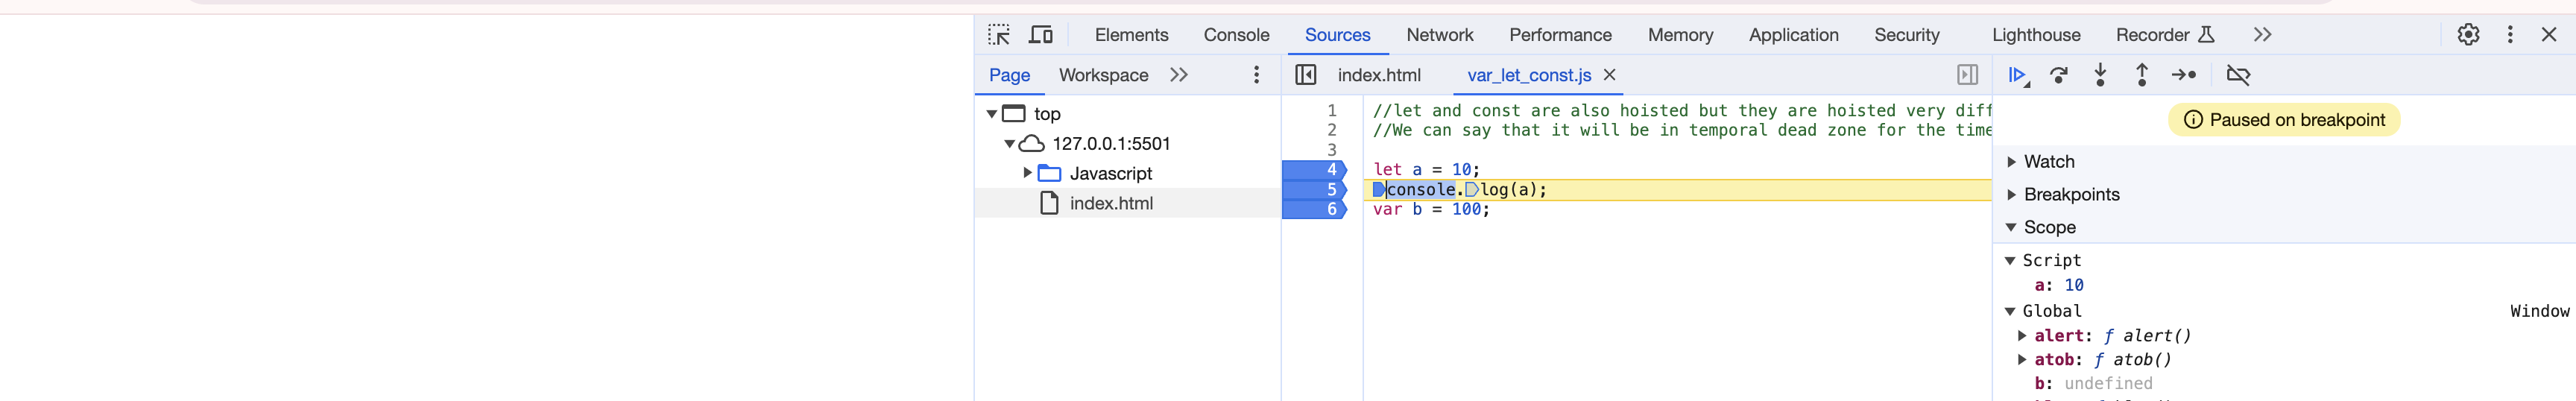 Elements Console Sources Network Performance Memory Application Security Lighthouse Recorder
Page Workspace
index.html var_let_const.js
top
127.0.0.1:5501
Javascript
index.html
1 //let and const are also hoisted but they are hoisted very diff
2 //We can say that it will be in temporal dead zone for the time
3
4 let a = 10;
5 console.log(a);
6 var b = 100;
Paused on breakpoint
Watch
Breakpoints
Scope
Script
a: 10
Global Window
alert: ƒ alert()
atob: ƒ atob()
b: undefined